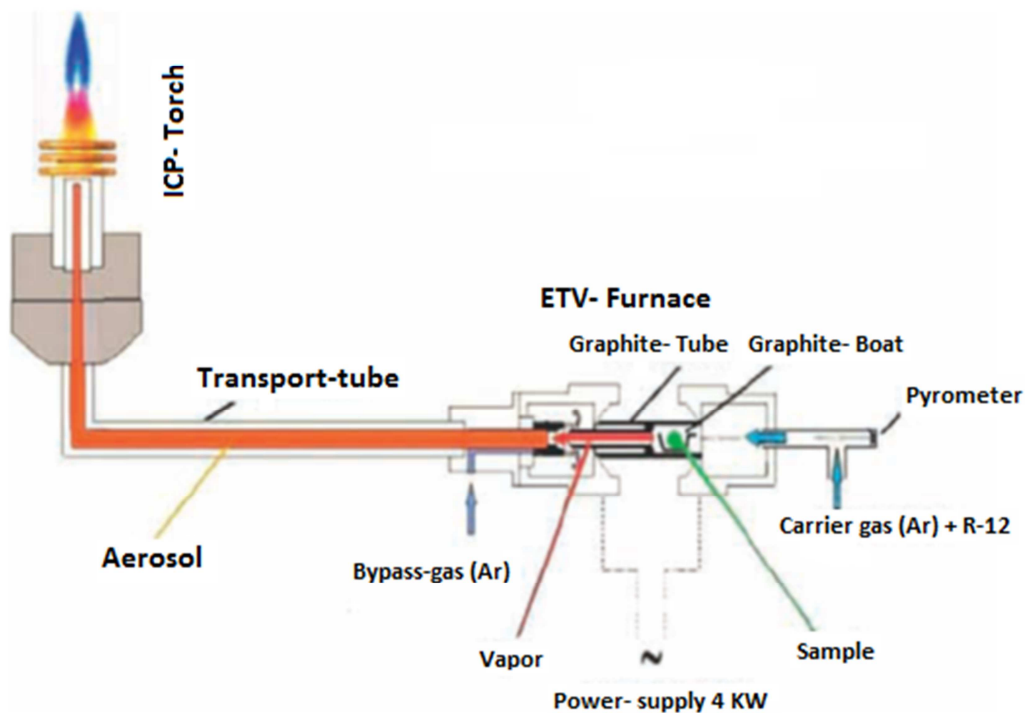 ICP- Torch
ETV- Furnace
Graphite- Tube
Graphite- Boat
Transport-tube
Pyrometer
Carrier gas (Ar) + R-12
Aerosol
Bypass-gas (Ar)
Vapor
Sample
~
Power- supply 4 KW